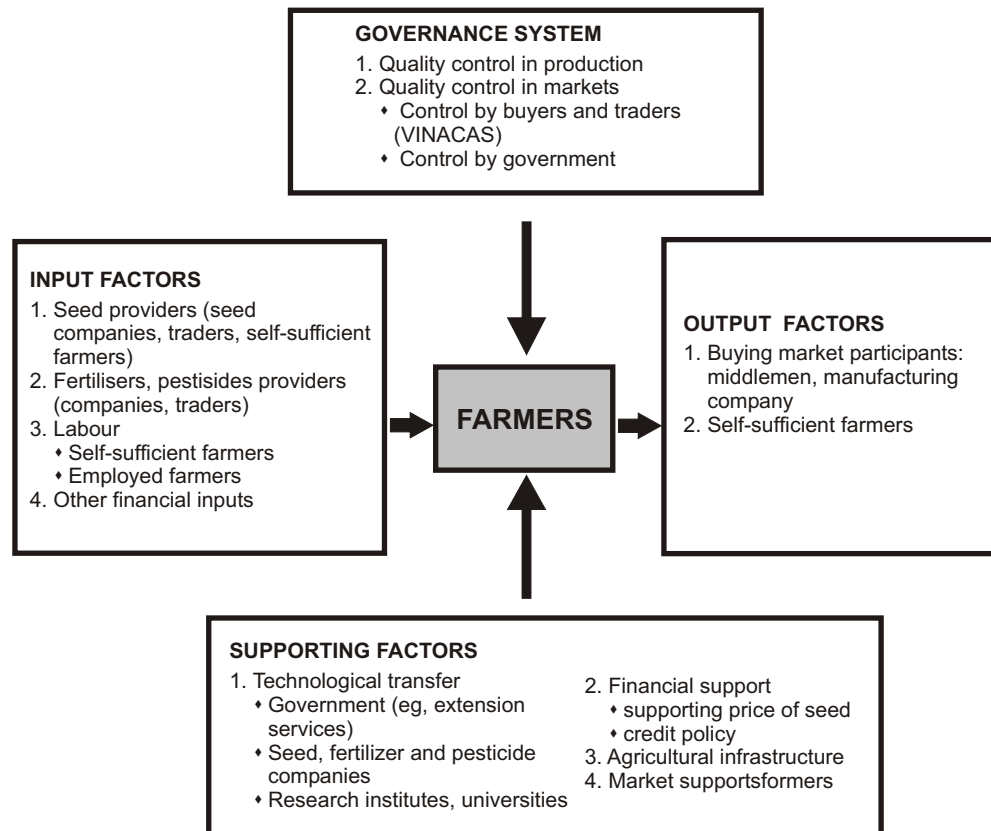 GOVERNANCE SYSTEM
1. Quality control in production
2. Quality control in markets
♦ Control by buyers and traders
(VINACAS)
♦ Control by government
INPUT FACTORS
1. Seed providers (seed
companies, traders, self-sufficient
farmers)
2. Fertilisers, pestisides providers
(companies, traders)
3. Labour
♦ Self-sufficient farmers
♦ Employed farmers
4. Other financial inputs
FARMERS
OUTPUT FACTORS
1. Buying market participants:
middlemen, manufacturing
company
2. Self-sufficient farmers
SUPPORTING FACTORS
1. Technological transfer
♦ Government (eg, extension
services)
♦ Seed, fertilizer and pesticide
companies
♦ Research institutes, universities
2. Financial support
♦ supporting price of seed
♦ credit policy
3. Agricultural infrastructure
4. Market supportsformers